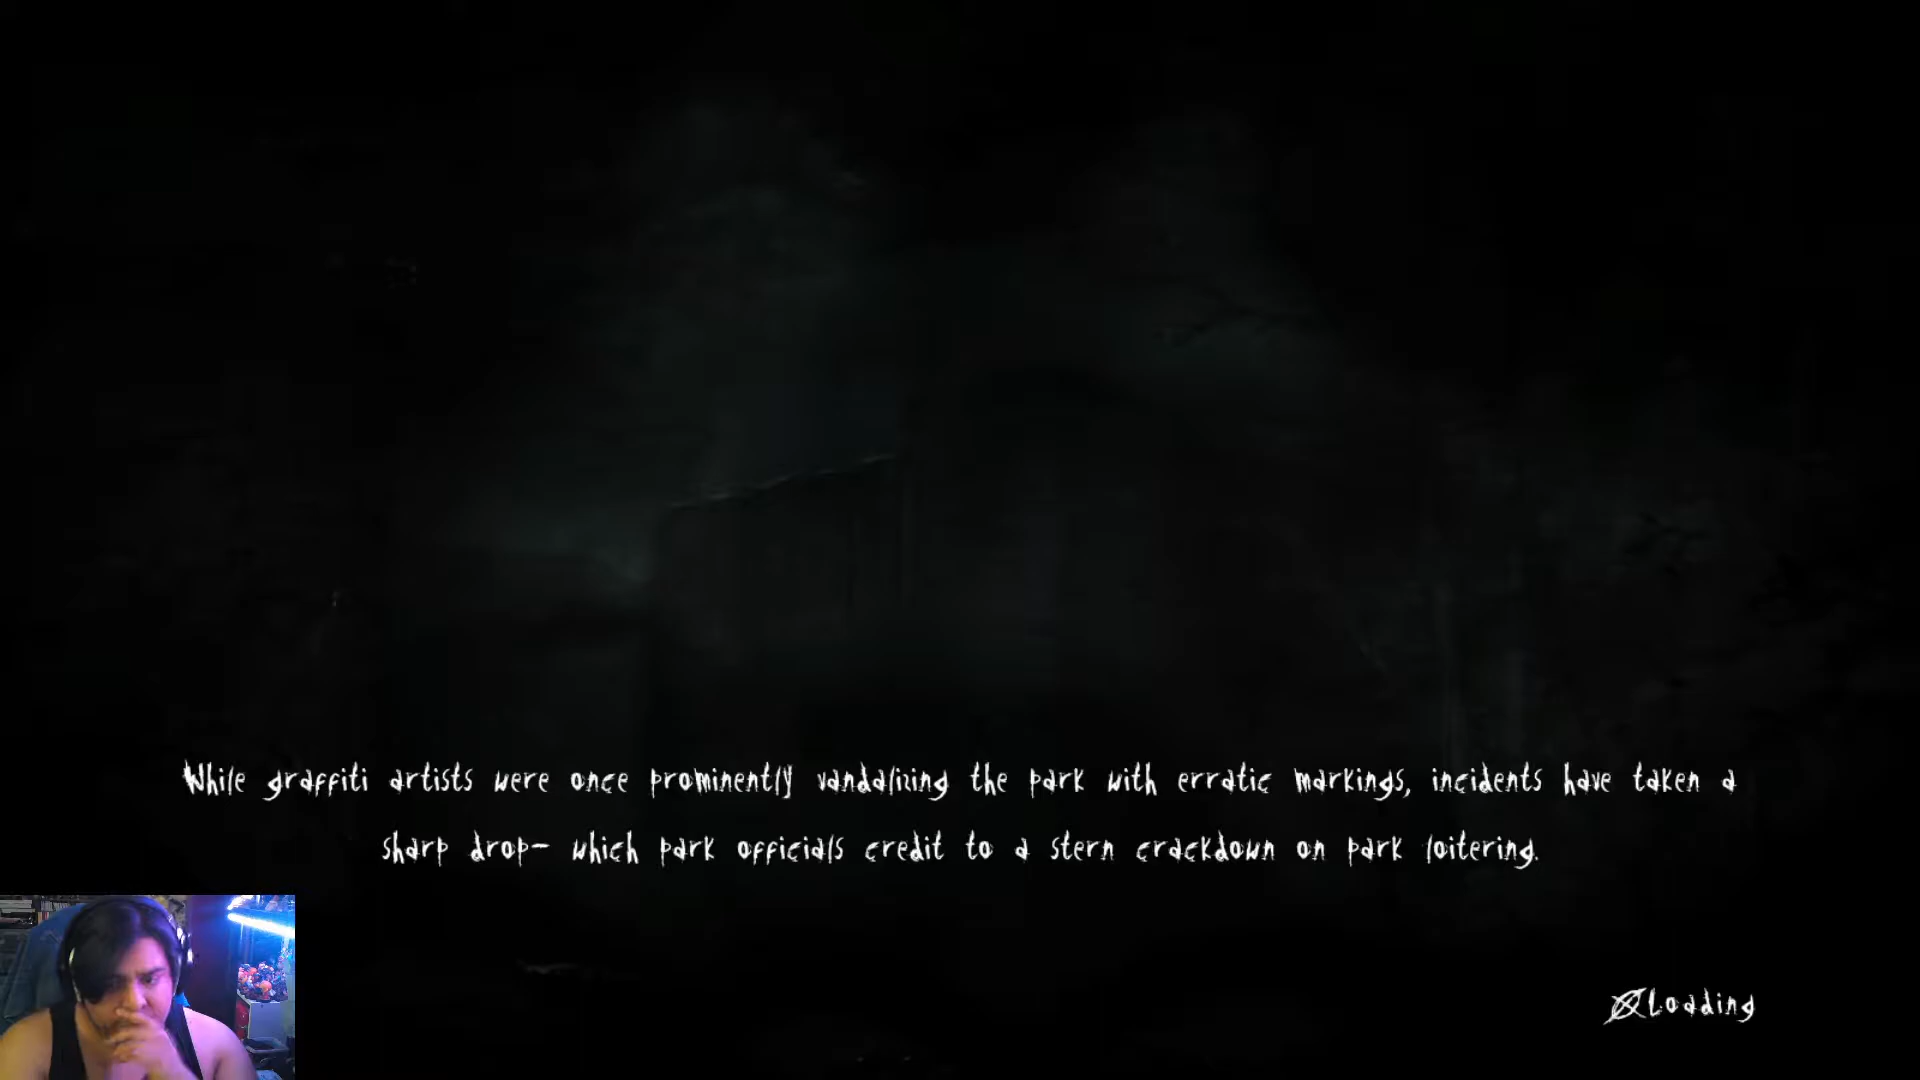 While graffiti artists were once prominently vandalizing the park with erratic markings, incidents have taken a
sharp drop- which park officials credit to a stern crackdown on park loitering.
Loading